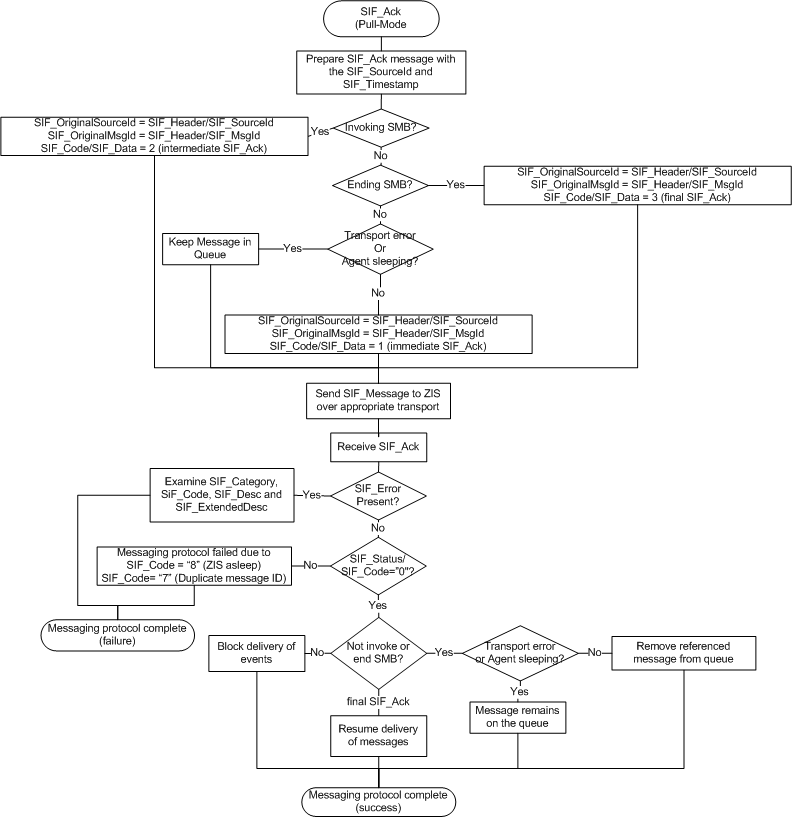 SIF_Ack
(Pull-Mode
Prepare SIF_Ack message with
the SIF_SourceId and
SIF_Timestamp
Invoking SMB?
Yes
SIF_OriginalSourceId = SIF_Header/SIF_SourceId
SIF_OriginalMsgId = SIF_Header/SIF_MsgId
SIF_Code/SIF_Data = 2 (intermediate SIF_Ack)
No
Ending SMB?
Yes
SIF_OriginalSourceId = SIF_Header/SIF_SourceId
SIF_OriginalMsgId = SIF_Header/SIF_MsgId
SIF_Code/SIF_Data = 3 (final SIF_Ack)
No
Transport error
Or
Agent sleeping?
Yes
Keep Message in
Queue
No
SIF_OriginalSourceId = SIF_Header/SIF_SourceId
SIF_OriginalMsgId = SIF_Header/SIF_MsgId
SIF_Code/SIF_Data = 1 (immediate SIF_Ack)
Send SIF_Message to ZIS
over appropriate transport
Receive SIF_Ack
SIF_Error
Present?
Yes
Examine SIF_Category,
SiF_Code, SIF_Desc and
SIF_ExtendedDesc
No
SIF_Status/
SIF_Code="0"?
No
Messaging protocol failed due to
SIF_Code = “8” (ZIS asleep)
SIF_Code= “7” (Duplicate message ID)
Messaging protocol complete
(failure)
Yes
Not invoke or
end SMB?
No
Block delivery of
events
Yes
Transport error
or Agent sleeping?
No
Remove referenced
message from queue
Yes
Message remains
on the queue
final SIF_Ack
Resume delivery
of messages
Messaging protocol complete
(success)